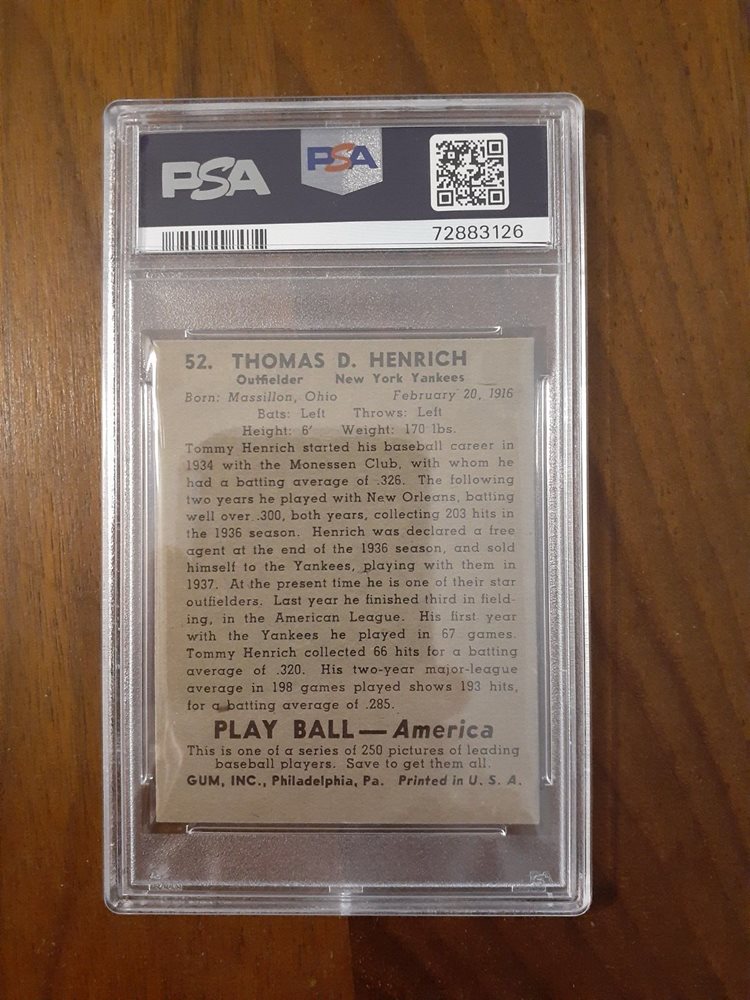 PSA
PSA
72883126
52. THOMAS D. HENRICH
Outfielder New York Yankees
Born: Massillon, Ohio February 20, 1916
Bats: Left Throws: Left
Height: 6' Weight: 170 lbs.
Tommy Henrich started his baseball career in
1934 with the Monessen Club, with whom he
had a batting average of .326. The following
two years he played with New Orleans, batting
well over .300, both years, collecting 203 hits in
the 1936 season. Henrich was declared a free
agent at the end of the 1936 season, and sold
himself to the Yankees, playing with them in
1937. At the present time he is one of their star
outfielders. Last year he finished third in field-
ing, in the American League. His first year
with the Yankees he played in 67 games.
Tommy Henrich collected 66 hits for a batting
average of .320. His two-year major-league
average in 198 games played shows 193 hits,
for a batting average of .285.
PLAY BALL—America
This is one of a series of 250 pictures of leading
baseball players. Save to get them all.
GUM, INC., Philadelphia, Pa. Printed in U. S. A.